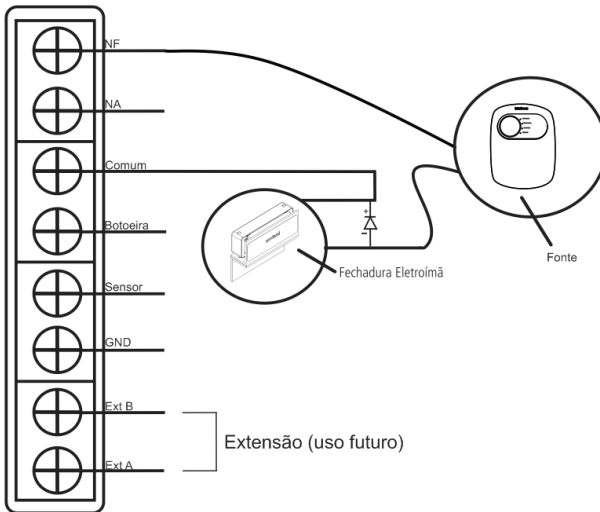 NF
NA
Comum
Botoeira
Sensor
GND
Ext B
Ext A
Extensão (uso futuro)
+
-
Fechadura Eletroímã
Fonte